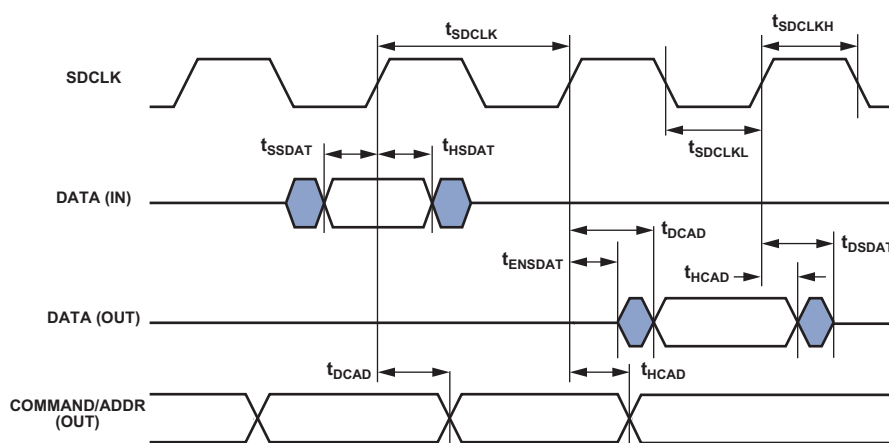 tSDCLK
tSDCLKH
SDCLK
tSSDAT
tHSDAT
tSDCLKL
DATA (IN)
tDCAD
tDSDAT
tENSDAT
tHCAD
DATA (OUT)
tDCAD
tHCAD
COMMAND/ADDR
(OUT)